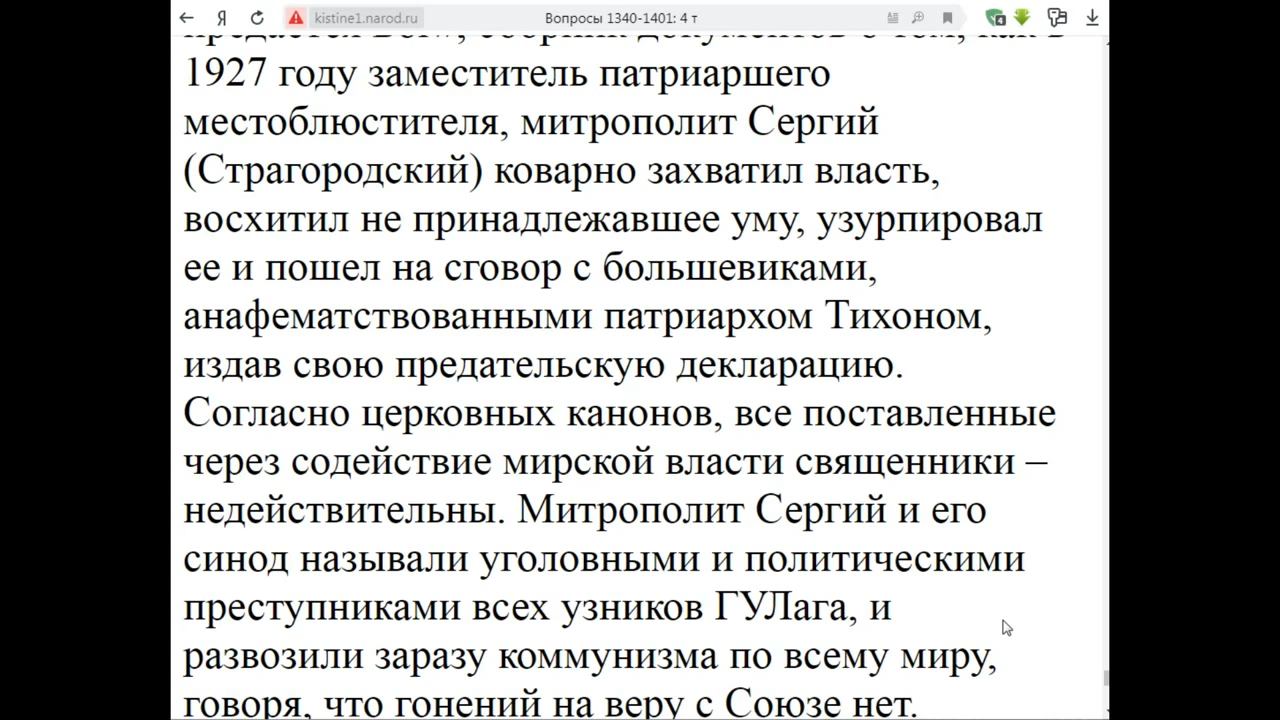 kistine1.narod.ru
Вопросы 1340-1401: 4 т
1927 году заместитель патриаршего
местоблюстителя, митрополит Сергий
(Страгородский) коварно захватил власть,
восхитил не принадлежавшее уму, узурпировал
ее и пошел на сговор с большевиками,
анафематствованными патриархом Тихоном,
издав свою предательскую декларацию.
Согласно церковных канонов, все поставленные
через содействие мирской власти священники –
недействительны. Митрополит Сергий и его
синод называли уголовными и политическими
преступниками всех узников ГУЛага, и
развозили заразу коммунизма по всему миру,
говоря, что гонений на веру с Союзе нет.